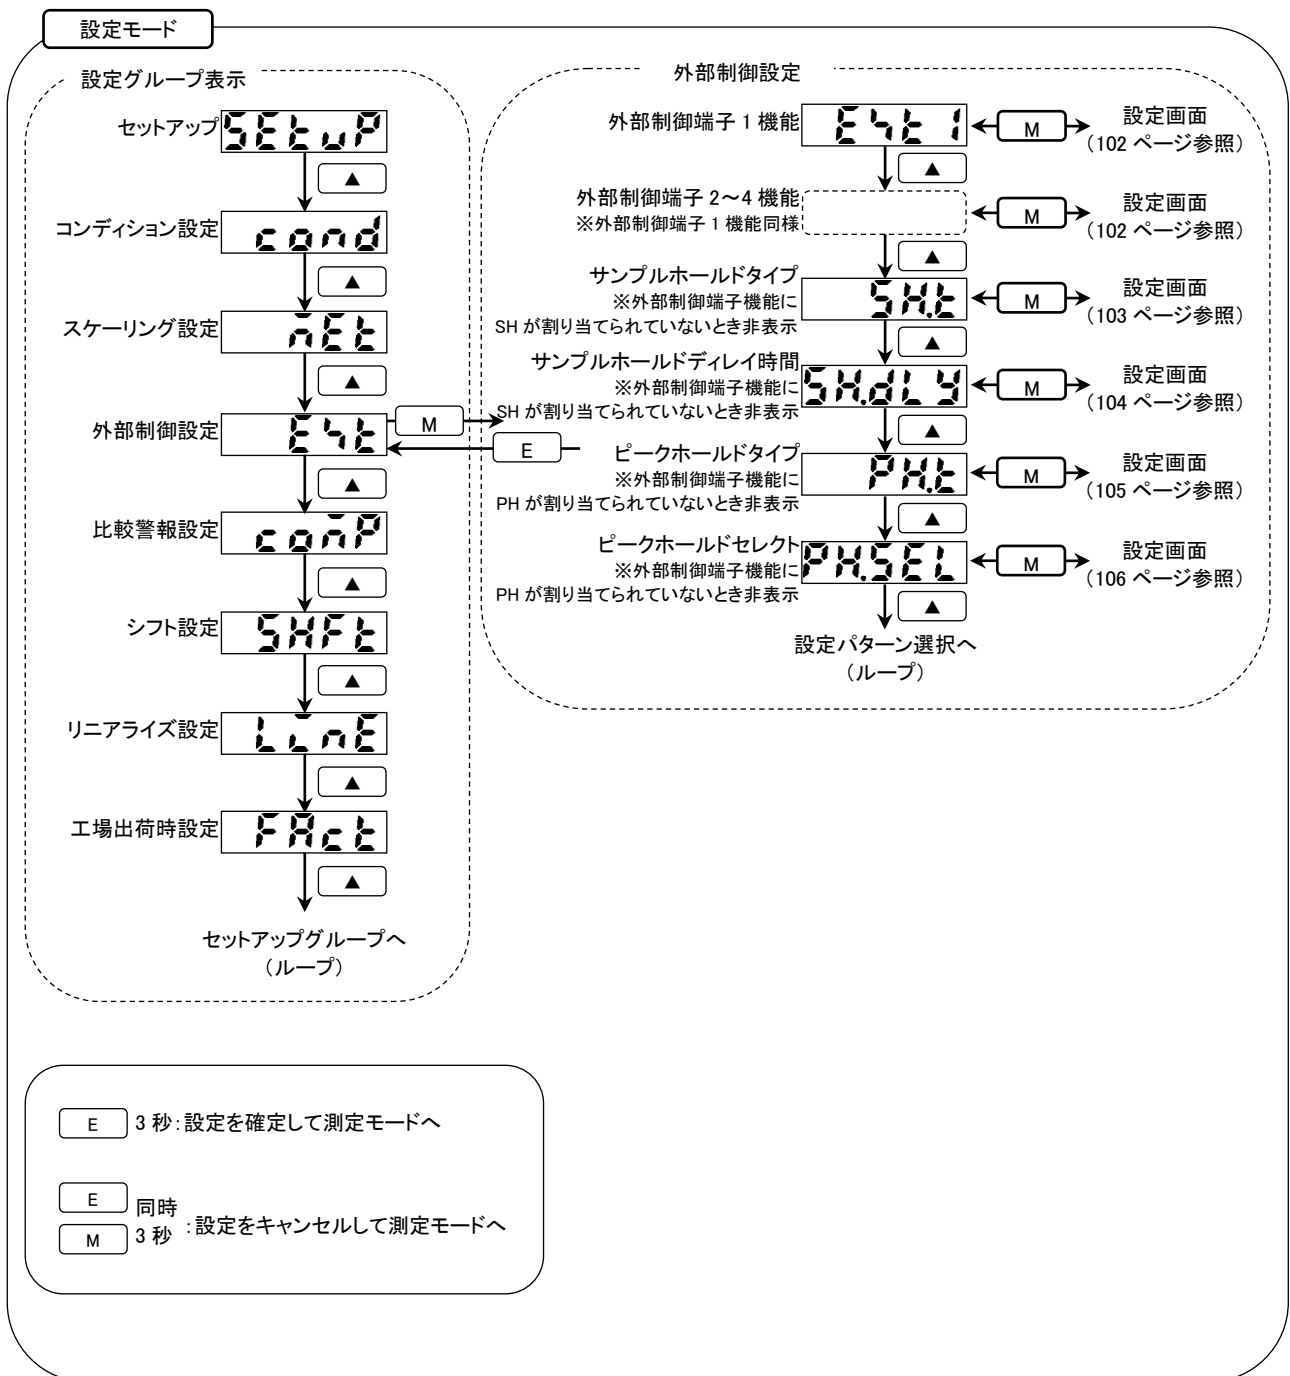 設定モード
設定グループ表示
セットアップ SEtuP
▲
コンディション設定 cond
▲
スケーリング設定 mEt
▲
外部制御設定 Ext
M
E
▲
比較警報設定 comP
▲
シフト設定 SHFt
▲
リニアライズ設定 LinE
▲
工場出荷時設定 FAct
▲
セットアップグループへ
（ループ）
外部制御設定
外部制御端子 1 機能 Ext1 M 設定画面
（102 ページ参照）
▲
外部制御端子 2～4 機能
※外部制御端子 1 機能同様
M 設定画面
（102 ページ参照）
▲
サンプルホールドタイプ
※外部制御端子機能に
SH が割り当てられていないとき非表示
SH.t M 設定画面
（103 ページ参照）
▲
サンプルホールドディレイ時間
※外部制御端子機能に
SH が割り当てられていないとき非表示
SH.dLY M 設定画面
（104 ページ参照）
▲
ピークホールドタイプ
※外部制御端子機能に
PH が割り当てられていないとき非表示
PH.t M 設定画面
（105 ページ参照）
▲
ピークホールドセレクト
※外部制御端子機能に
PH が割り当てられていないとき非表示
PH.SEL M 設定画面
（106 ページ参照）
▲
設定パターン選択へ
（ループ）
E 3 秒：設定を確定して測定モードへ
E 同時
M 3 秒 ：設定をキャンセルして測定モードへ